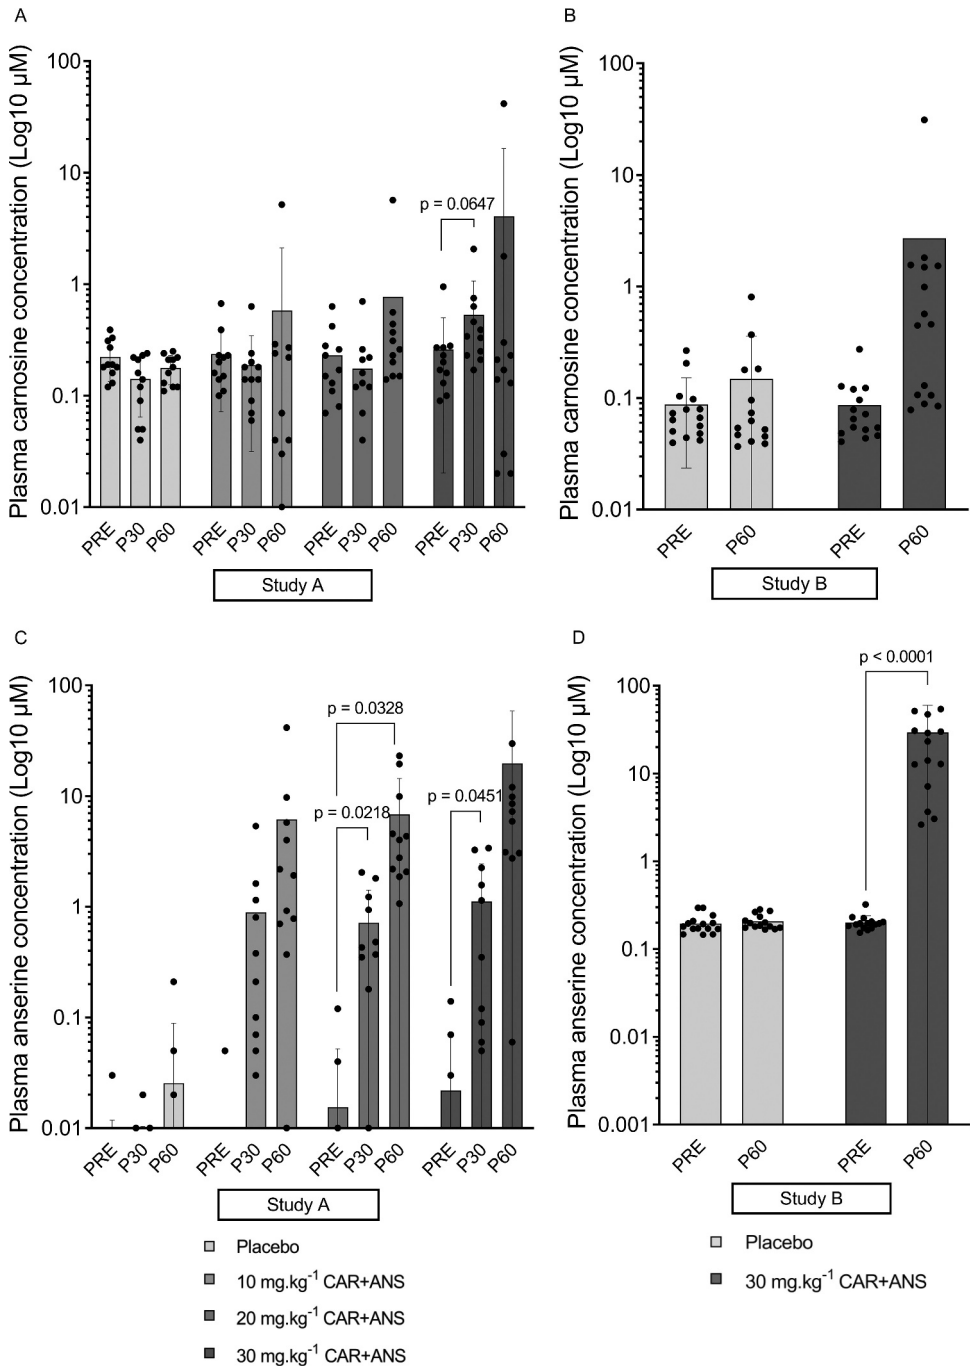 A
Plasma carnosine concentration (Log10 µM)
100
10
1
0.1
0.01
p = 0.0647
PRE P30 P60 PRE P30 P60 PRE P30 P60 PRE P30 P60
Study A
B
Plasma carnosine concentration (Log10 µM)
100
10
1
0.1
0.01
PRE P60 PRE P60
Study B
C
Plasma anserine concentration (Log10 µM)
100
10
1
0.1
0.01
p = 0.0328
p = 0.0218
p = 0.0451
PRE P30 P60 PRE P30 P60 PRE P30 P60 PRE P30 P60
Study A
Placebo
10 mg.kg⁻¹ CAR+ANS
20 mg.kg⁻¹ CAR+ANS
30 mg.kg⁻¹ CAR+ANS
D
Plasma anserine concentration (Log10 µM)
p < 0.0001
100
10
1
0.1
0.01
0.001
PRE P60 PRE P60
Study B
Placebo
30 mg.kg⁻¹ CAR+ANS